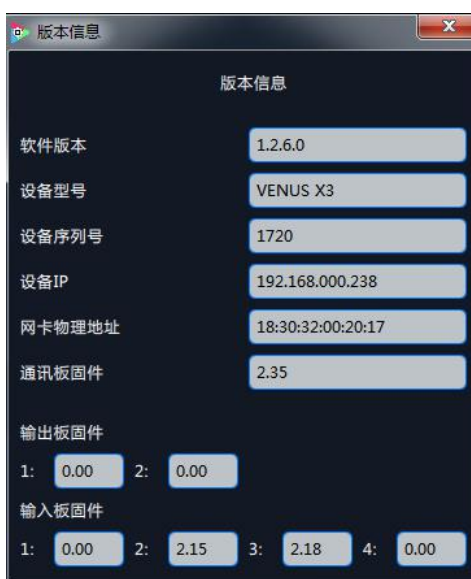 版本信息
版本信息
软件版本 1.2.6.0
设备型号 VENUS X3
设备序列号 1720
设备IP 192.168.000.238
网卡物理地址 18:30:32:00:20:17
通讯板固件 2.35
输出板固件
1: 0.00 2: 0.00
输入板固件
1: 0.00 2: 2.15 3: 2.18 4: 0.00